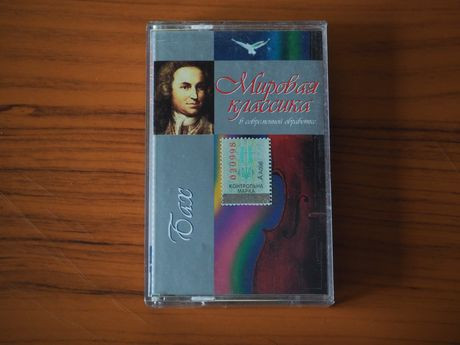 Мировая
классика
в современной обработке
030998
КОНТРОЛЬНА
МАРКА
Бах